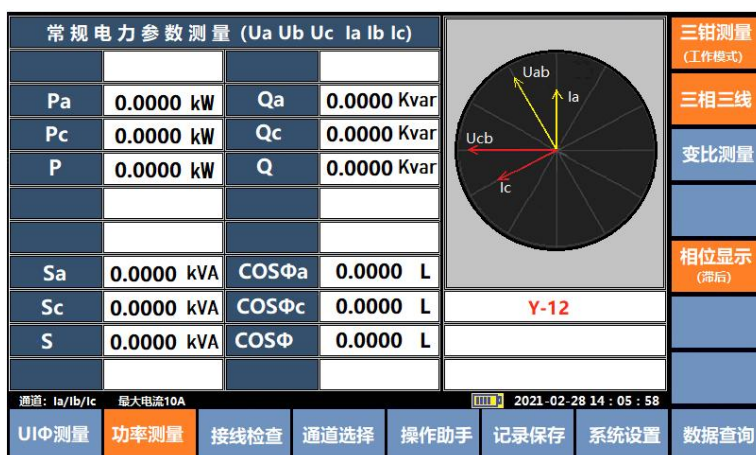 常规电力参数测量 (Ua Ub Uc Ia Ib Ic)
Pa 0.0000 kW Qa 0.0000 Kvar
Pc 0.0000 kW Qc 0.0000 Kvar
P 0.0000 kW Q 0.0000 Kvar
Sa 0.0000 kVA COSΦa 0.0000 L
Sc 0.0000 kVA COSΦc 0.0000 L
S 0.0000 kVA COSΦ 0.0000 L
Uab
Ia
Ucb
Ic
Y-12
三钳测量
(工作模式)
三相三线
变比测量
相位显示
(滞后)
通道: Ia/Ib/Ic 最大电流10A 2021-02-28 14 : 05 : 58
UIΦ测量 功率测量 接线检查 通道选择 操作助手 记录保存 系统设置 数据查询